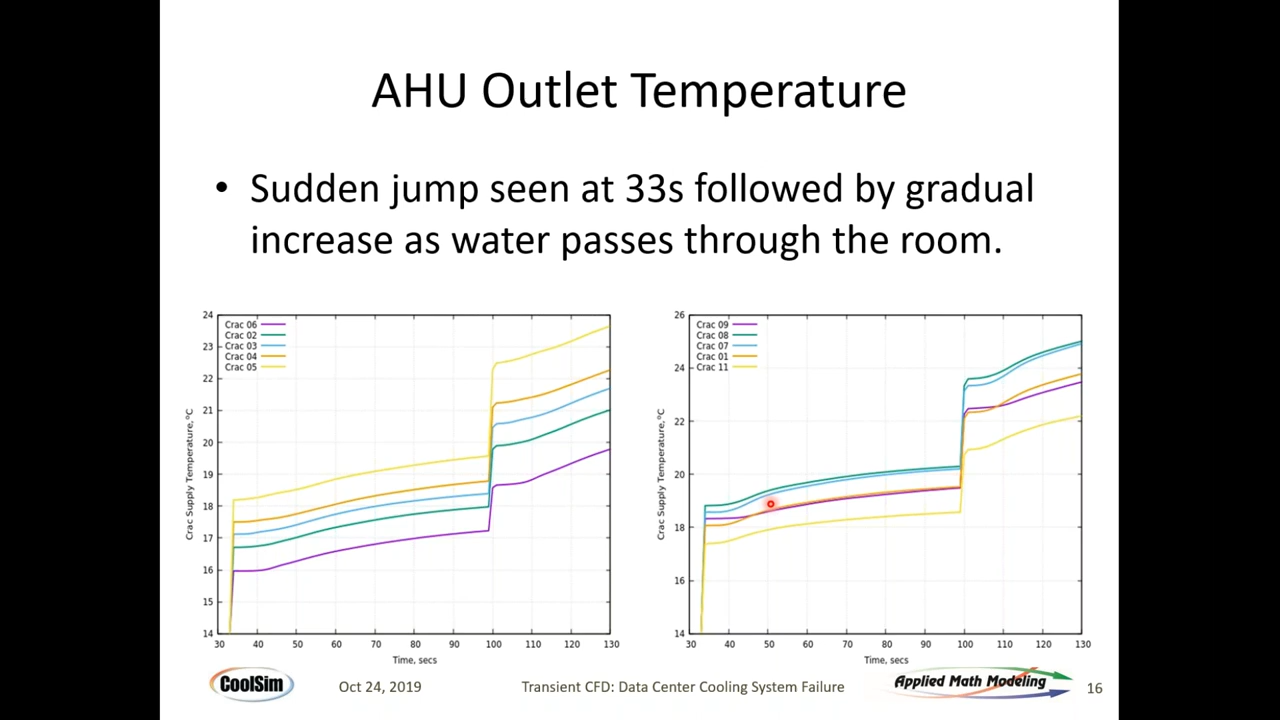 AHU Outlet Temperature
• Sudden jump seen at 33s followed by gradual
increase as water passes through the room.
24
23
22
21
20
19
18
17
16
15
14
Crac Supply Temperature,°C
Crac 06
Crac 02
Crac 03
Crac 04
Crac 05
30 40 50 60 70 80 90 100 110 120 130
Time, secs
26
24
22
20
18
16
14
Crac Supply Temperature,°C
Crac 09
Crac 08
Crac 07
Crac 01
Crac 11
30 40 50 60 70 80 90 100 110 120 130
Time, secs
CoolSim
Oct 24, 2019
Transient CFD: Data Center Cooling System Failure
Applied Math Modeling
16